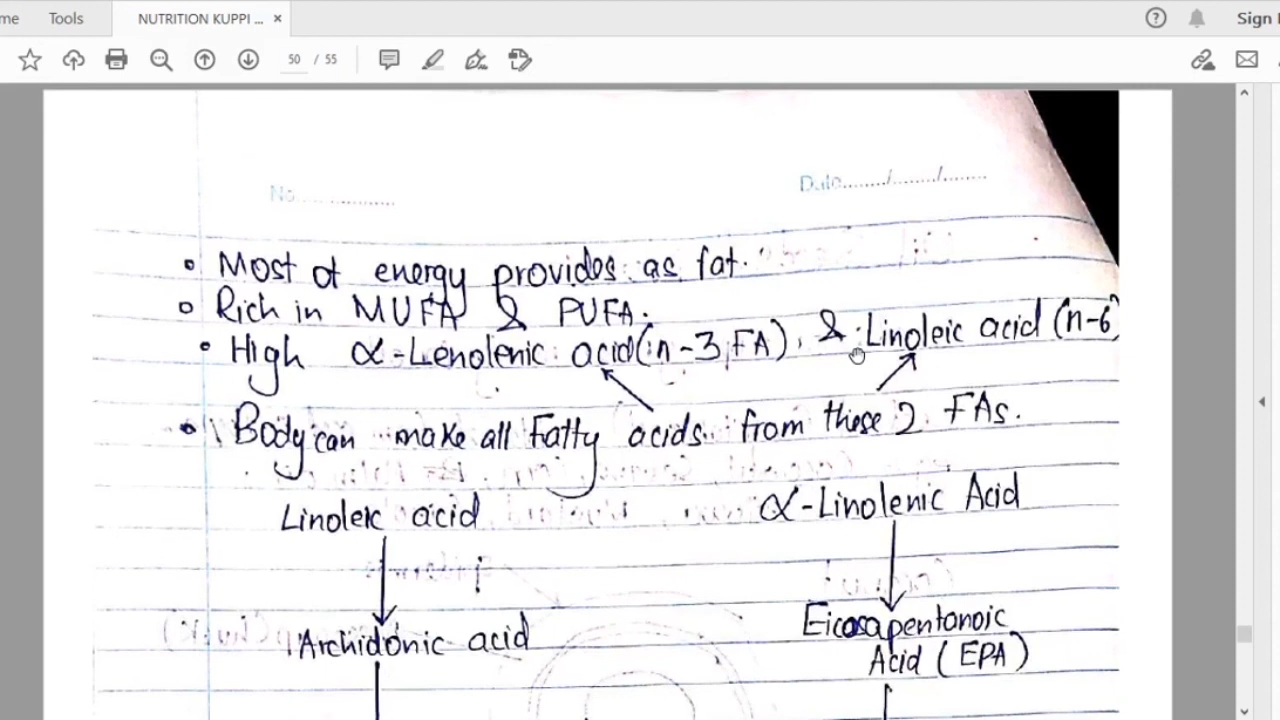 me Tools NUTRITION KUPPI ... × Sign
50 / 55
No.
Date ....../....../......
Most of energy provides as fat.
Rich in MUFA & PUFA.
High α-Lenolenic acid (n-3 FA). & Linoleic acid (n-6)
Body can make all Fatty acids from these 2 FAs.
Linoleic acid α-Linolenic Acid
Archidonic acid Eicosapentanoic
Acid (EPA)